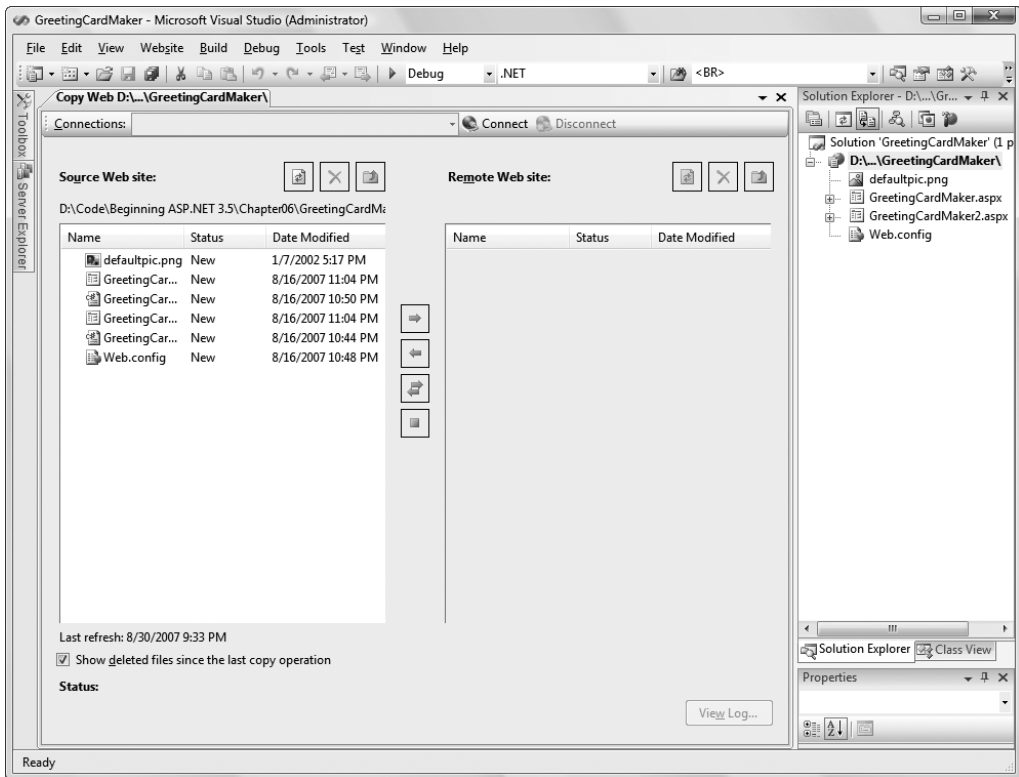 GreetingCardMaker - Microsoft Visual Studio (Administrator)
File Edit View Website Build Debug Tools Test Window Help
Debug .NET <BR>
Toolbox
Server Explorer
Copy Web D:\...\GreetingCardMaker\
Connections: Connect Disconnect
Source Web site:
D:\Code\Beginning ASP.NET 3.5\Chapter06\GreetingCardMa
Name Status Date Modified
defaultpic.png New 1/7/2002 5:17 PM
GreetingCar... New 8/16/2007 11:04 PM
GreetingCar... New 8/16/2007 10:50 PM
GreetingCar... New 8/16/2007 11:04 PM
GreetingCar... New 8/16/2007 10:44 PM
Web.config New 8/16/2007 10:48 PM
Last refresh: 8/30/2007 9:33 PM
Show deleted files since the last copy operation
Status:
Remote Web site:
Name Status Date Modified
View Log...
Solution Explorer - D:\...\Gr...
Solution 'GreetingCardMaker' (1 p
D:\...\GreetingCardMaker\
defaultpic.png
GreetingCardMaker.aspx
GreetingCardMaker2.aspx
Web.config
Solution Explorer Class View
Properties
Ready